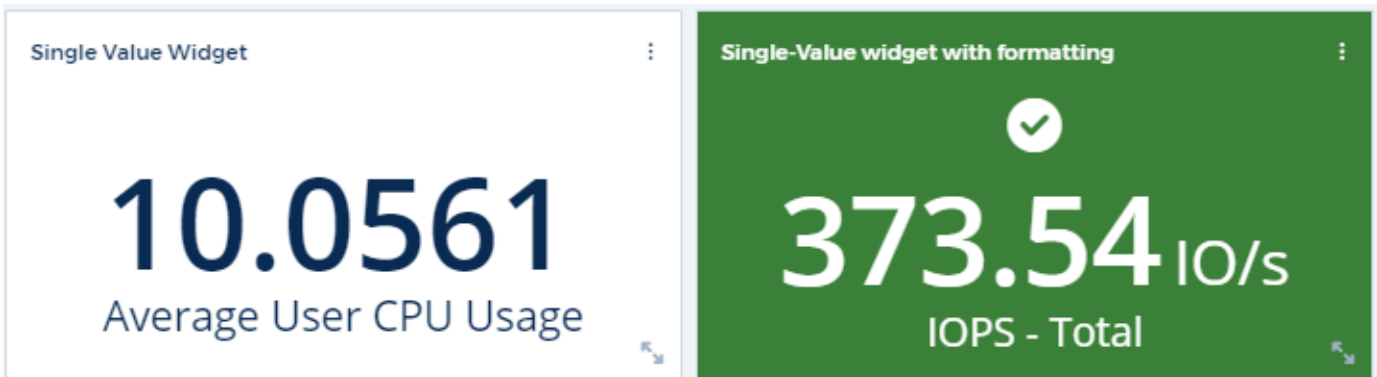 Single Value Widget
10.0561
Average User CPU Usage
Single-Value widget with formatting
373.54 IO/s
IOPS - Total